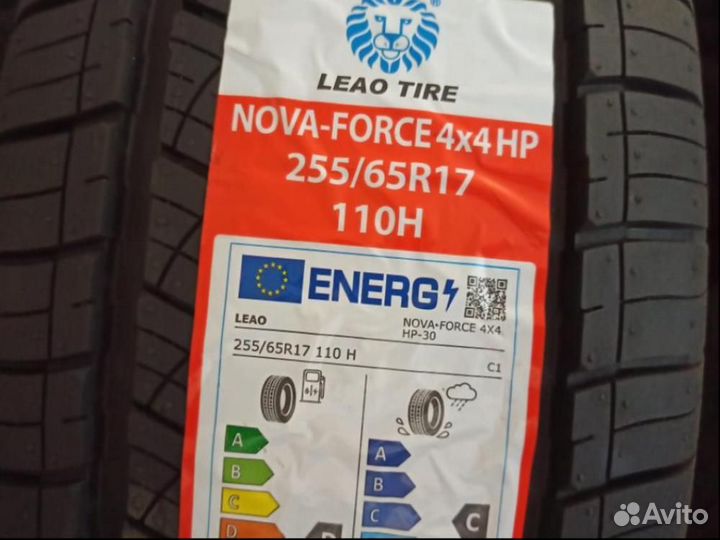 LEAO TIRE
NOVA-FORCE 4x4 HP
255/65R17
110H
ENERG
LEAO
NOVA•FORCE 4X4
HP-30
255/65R17 110 H
C1
A
A
B
B
C
C
C
D
Avito